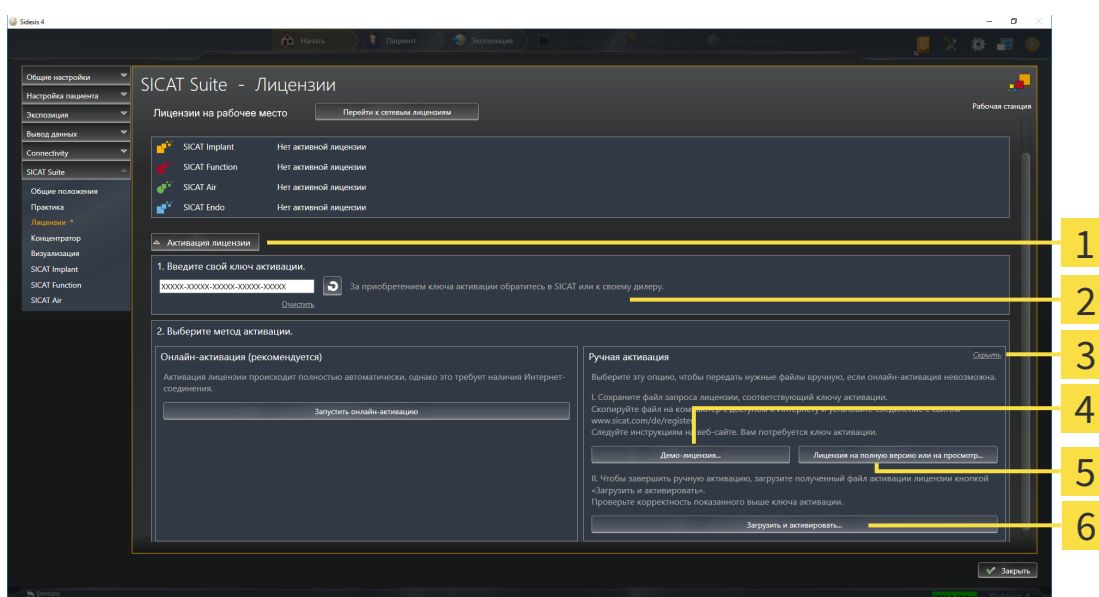 Sidexis 4
Начать
Пациент
Экспозиция
Общие настройки
Настройка пациента
Экспозиция
Вывод данных
Connectivity
SICAT Suite
Общие положения
Практика
Лицензии *
Концентратор
Визуализация
SICAT Implant
SICAT Function
SICAT Air
SICAT Suite - Лицензии
Рабочая станция
Лицензии на рабочее место
Перейти к сетевым лицензиям
SICAT Implant Нет активной лицензии
SICAT Function Нет активной лицензии
SICAT Air Нет активной лицензии
SICAT Endo Нет активной лицензии
Активация лицензии
1. Введите свой ключ активации.
XXXXX-XXXXX-XXXXX-XXXXX-XXXXX
За приобретением ключа активации обратитесь в SICAT или к своему дилеру.
Очистить
2. Выберите метод активации.
Онлайн-активация (рекомендуется)
Активация лицензии происходит полностью автоматически, однако это требует наличия Интернет-
соединения.
Запустить онлайн-активацию
Ручная активация
Скрыть
Выберите эту опцию, чтобы передать нужные файлы вручную, если онлайн-активация невозможна.
I. Сохраните файл запроса лицензии, соответствующий ключу активации.
Скопируйте файл на компьютер с доступом к Интернету и установите соединение с сайтом
www.sicat.com/de/register
Следуйте инструкциям на веб-сайте. Вам потребуется ключ активации.
Демо-лицензия...
Лицензия на полную версию или на просмотр...
II. Чтобы завершить ручную активацию, загрузите полученный файл активации лицензии кнопкой
«Загрузить и активировать».
Проверьте корректность показанного выше ключа активации.
Загрузить и активировать...
Закрыть
Dentsply
Sidexis 4
1
2
3
4
5
6